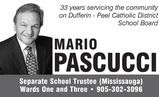 33 years servicing the community
on Dufferin - Peel Catholic District
School Board
MARIO
PASCUCCI
Separate School Trustee (Mississauga)
Wards One and Three • 905-302-3096